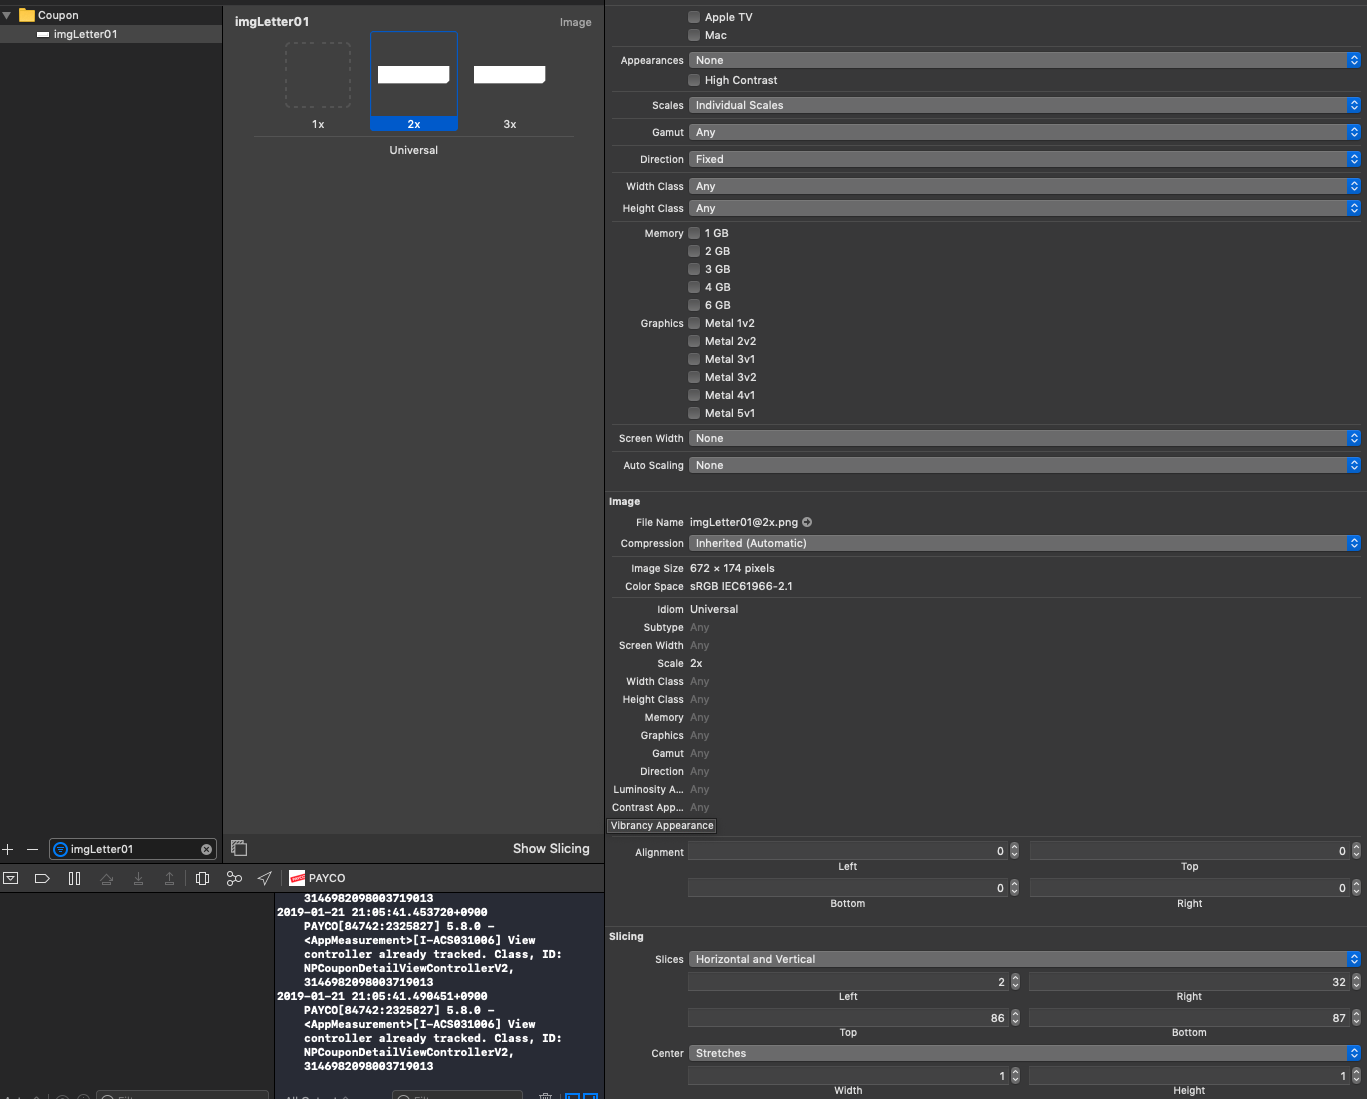 Coupon
imgLetter01
imgLetter01
Image
1x
2x
3x
Universal
imgLetter01
Show Slicing
PAYCO
3146982098003719013
2019-01-21 21:05:41.453720+0900
PAYCO[84742:2325827] 5.8.0 -
<AppMeasurement>[I-ACS031006] View
controller already tracked. Class, ID:
NPCouponDetailViewControllerV2,
3146982098003719013
2019-01-21 21:05:41.490451+0900
PAYCO[84742:2325827] 5.8.0 -
<AppMeasurement>[I-ACS031006] View
controller already tracked. Class, ID:
NPCouponDetailViewControllerV2,
3146982098003719013
Apple TV
Mac
Appearances None
High Contrast
Scales Individual Scales
Gamut Any
Direction Fixed
Width Class Any
Height Class Any
Memory 1 GB
2 GB
3 GB
4 GB
6 GB
Graphics Metal 1v2
Metal 2v2
Metal 3v1
Metal 3v2
Metal 4v1
Metal 5v1
Screen Width None
Auto Scaling None
Image
File Name imgLetter01@2x.png
Compression Inherited (Automatic)
Image Size 672 × 174 pixels
Color Space sRGB IEC61966-2.1
Idiom Universal
Subtype Any
Screen Width Any
Scale 2x
Width Class Any
Height Class Any
Memory Any
Graphics Any
Gamut Any
Direction Any
Luminosity A... Any
Contrast App... Any
Vibrancy Appearance
Alignment 0 0
Left Top
0 0
Bottom Right
Slicing
Slices Horizontal and Vertical
2 32
Left Right
86 87
Top Bottom
Center Stretches
1 1
Width Height